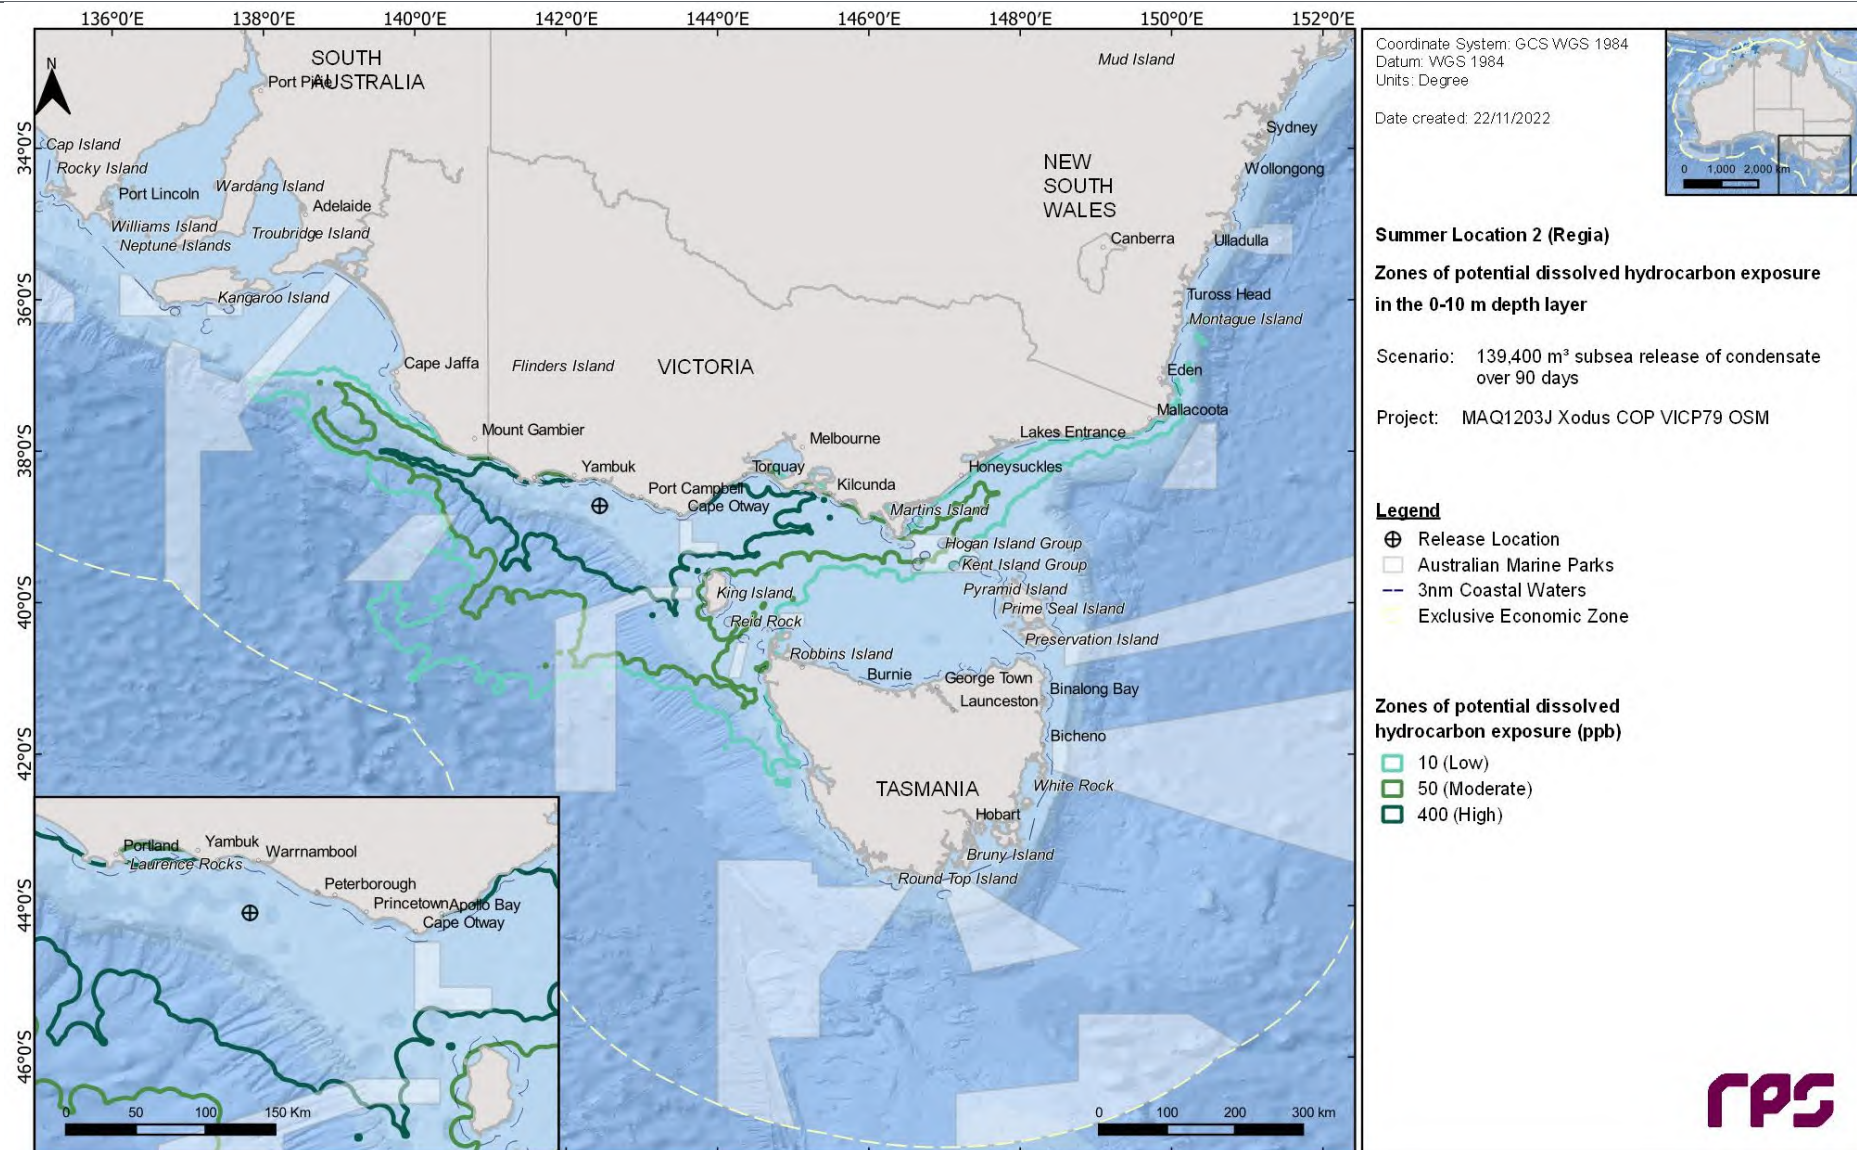 136°0'E
138°0'E
140°0'E
142°0'E
144°0'E
146°0'E
148°0'E
150°0'E
152°0'E
34°0'S
36°0'S
38°0'S
40°0'S
42°0'S
44°0'S
46°0'S
N
SOUTH
AUSTRALIA
Port Pirie
Mud Island
Cap Island
Rocky Island
Port Lincoln
Wardang Island
Adelaide
Williams Island
Neptune Islands
Troubridge Island
Kangaroo Island
Sydney
Wollongong
NEW
SOUTH
WALES
Canberra
Ulladulla
Tuross Head
Montague Island
Cape Jaffa
Flinders Island
VICTORIA
Eden
Mallacoota
Mount Gambier
Melbourne
Lakes Entrance
Yambuk
Torquay
Honeysuckles
Port Campbell
Kilcunda
Cape Otway
Martins Island
Hogan Island Group
Kent Island Group
King Island
Pyramid Island
Prime Seal Island
Reid Rock
Preservation Island
Robbins Island
Burnie
George Town
Launceston
Binalong Bay
Bicheno
TASMANIA
White Rock
Hobart
Bruny Island
Round Top Island
0 100 200 300 km
Portland
Yambuk
Warrnambool
Laurence Rocks
Peterborough
Princetown
Apollo Bay
Cape Otway
0 50 100 150 Km
Coordinate System: GCS WGS 1984
Datum: WGS 1984
Units: Degree
Date created: 22/11/2022
0 1,000 2,000 km
Summer Location 2 (Regia)
Zones of potential dissolved hydrocarbon exposure
in the 0-10 m depth layer
Scenario: 139,400 m³ subsea release of condensate
over 90 days
Project: MAQ1203J Xodus COP VICP79 OSM
Legend
Release Location
Australian Marine Parks
3nm Coastal Waters
Exclusive Economic Zone
Zones of potential dissolved
hydrocarbon exposure (ppb)
10 (Low)
50 (Moderate)
400 (High)
rps